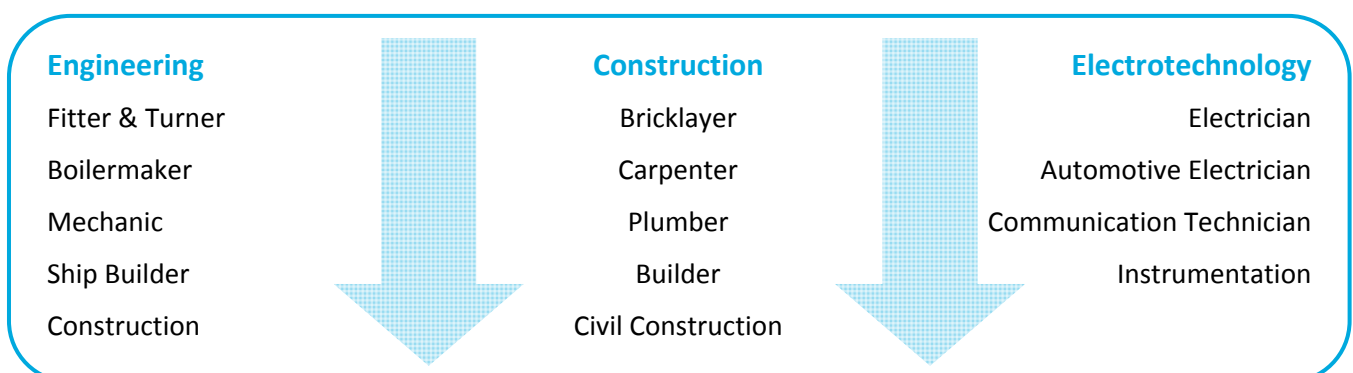 Engineering
Fitter & Turner
Boilermaker
Mechanic
Ship Builder
Construction
Construction
Bricklayer
Carpenter
Plumber
Builder
Civil Construction
Electrotechnology
Electrician
Automotive Electrician
Communication Technician
Instrumentation